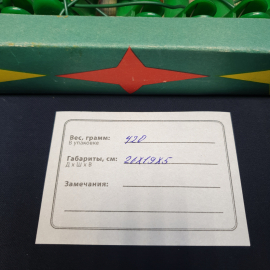 Вес, грамм: 420
В упаковке
Габариты, см: 21х19х5
Д х Ш х В
Замечания: